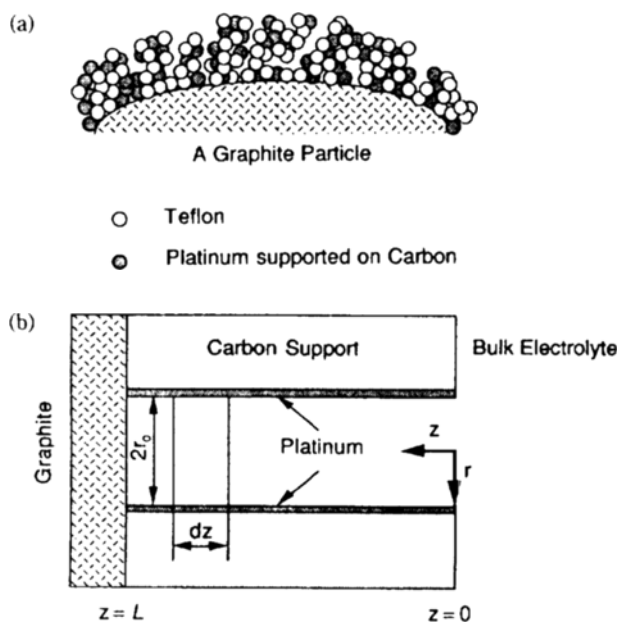 (a)
A Graphite Particle
Teflon
Platinum supported on Carbon
(b)
Carbon Support
Bulk Electrolyte
Graphite
2r₀
Platinum
z
r
dz
z = L
z = 0